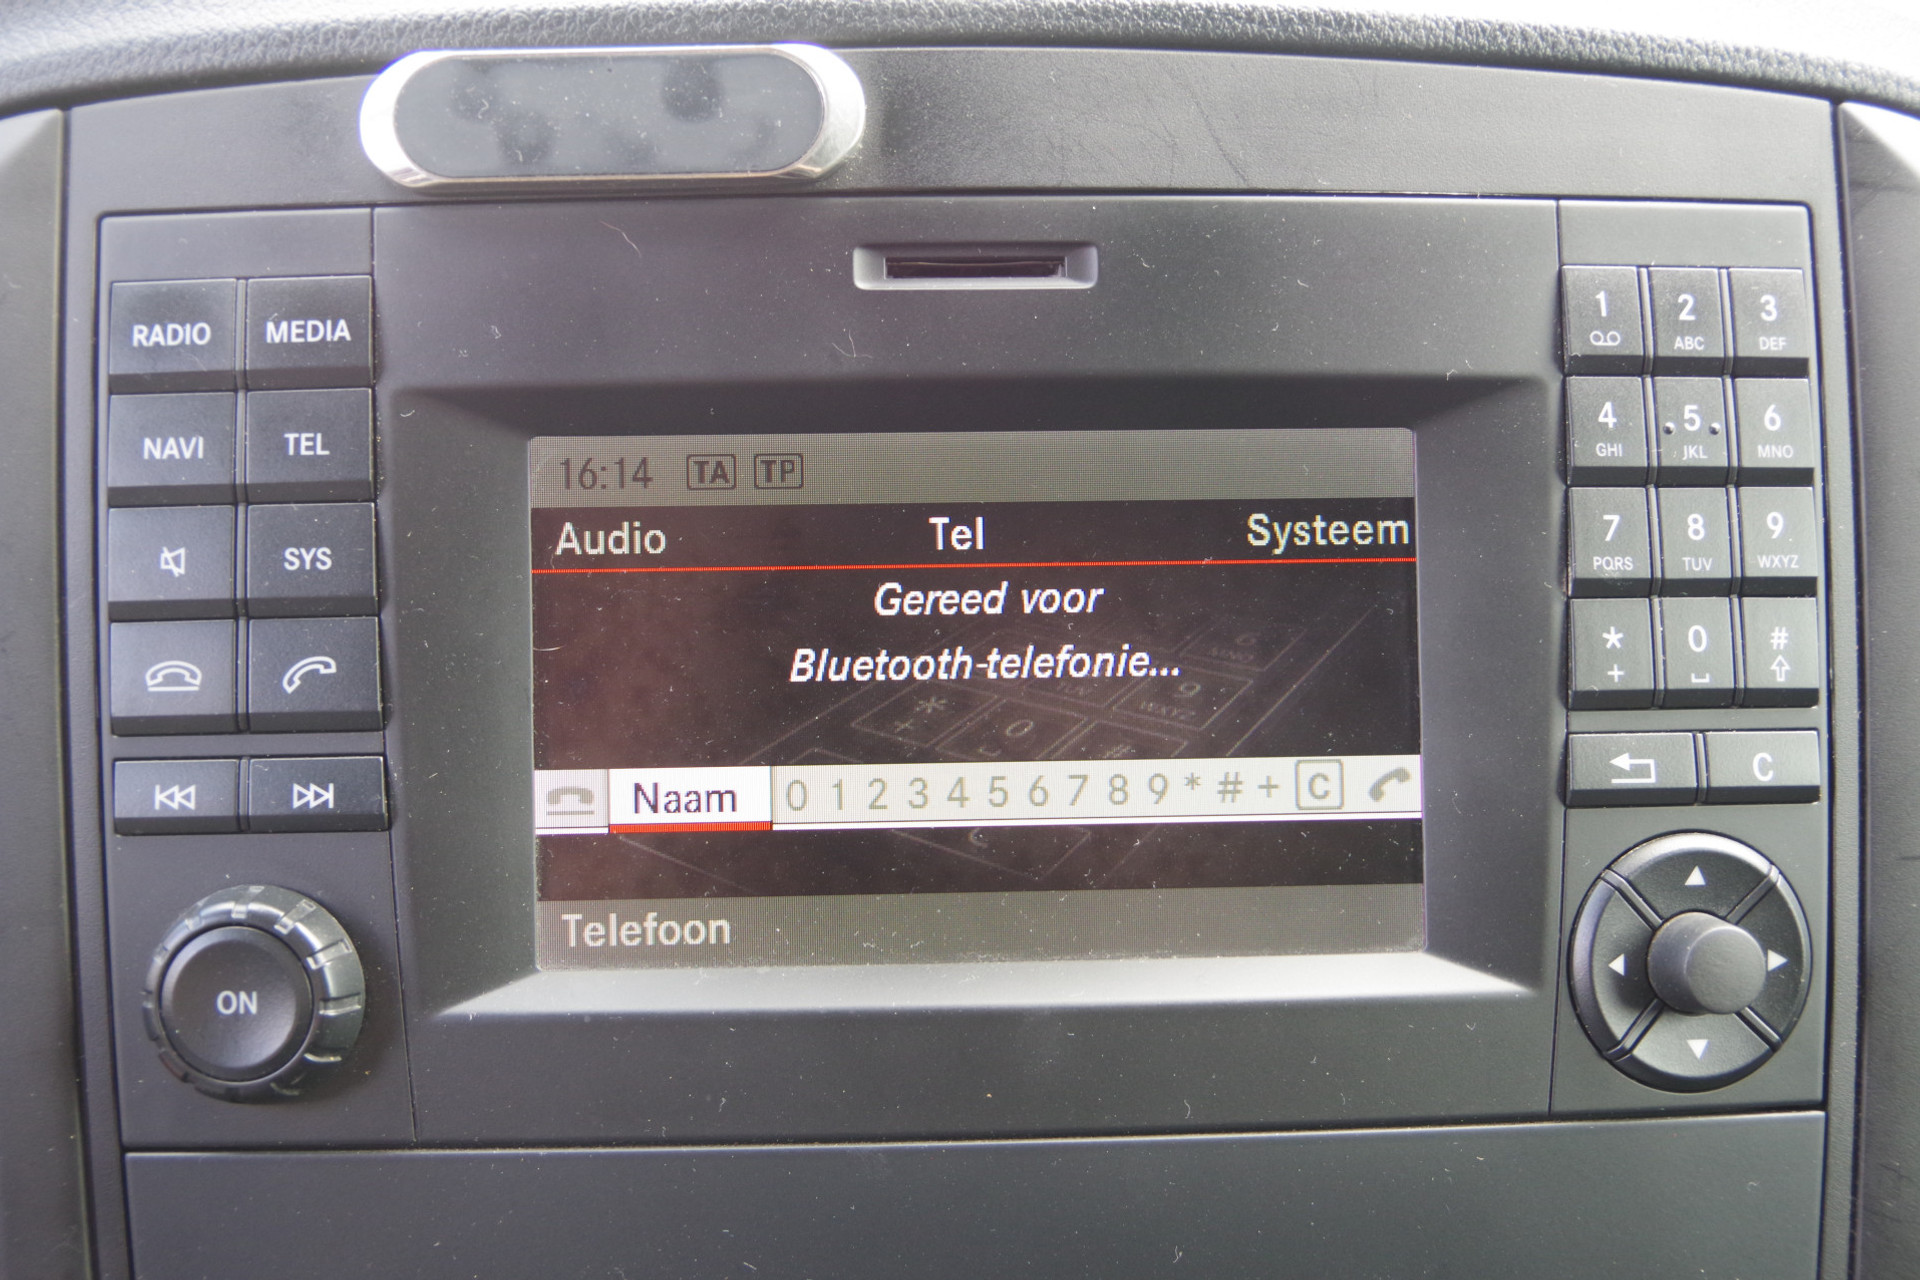 RADIO MEDIA
NAVI TEL
SYS
ON
16:14 TA TP
Audio Tel Systeem
Gereed voor
Bluetooth-telefonie...
Naam 0 1 2 3 4 5 6 7 8 9 * # + C
Telefoon
1 2 3
ABC DEF
4 5 6
GHI JKL MNO
7 8 9
PQRS TUV WXYZ
* 0 #
+
C